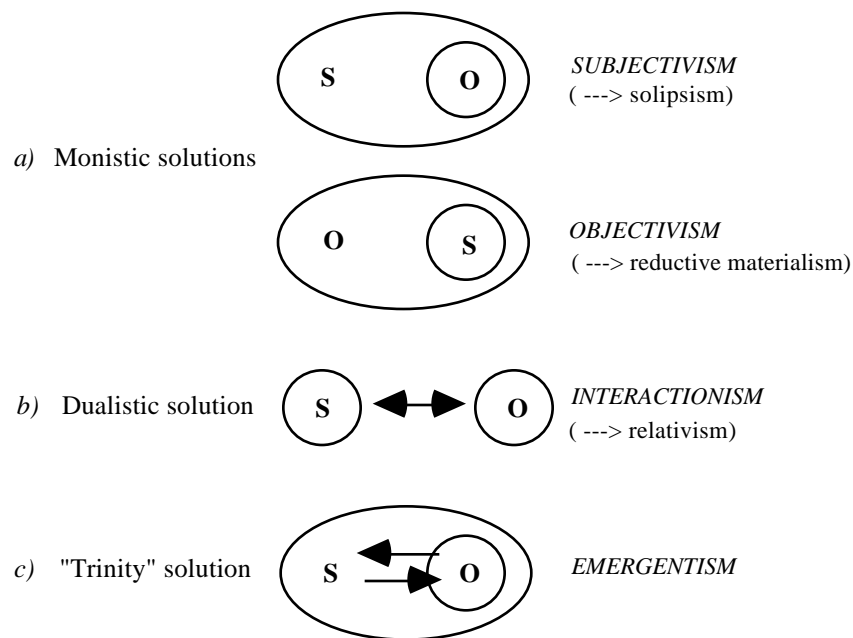 S O SUBJECTIVISM
( ---> solipsism)
a) Monistic solutions
O S OBJECTIVISM
( ---> reductive materialism)
b) Dualistic solution S O INTERACTIONISM
( ---> relativism)
c) "Trinity" solution S O EMERGENTISM